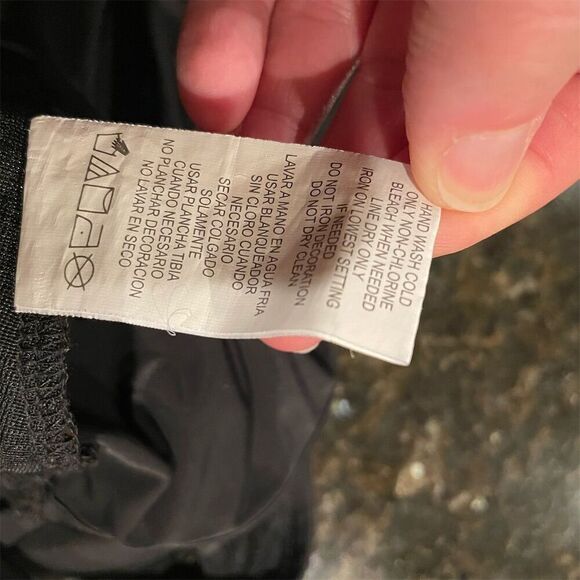 HAND WASH COLD
ONLY NON-CHLORINE
BLEACH WHEN NEEDED
LINE DRY ONLY
IRON ON LOWEST SETTING
IF NEEDED
DO NOT IRON DECORATION
DO NOT DRY CLEAN
LAVAR A MANO EN AGUA FRIA
USAR BLANQUEADOR
SIN CLORO CUANDO
NECESARIO
SECAR COLGADO
SOLAMENTE
USAR PLANCHA TIBIA
CUANDO NECESARIO
NO PLANCHAR DECORACION
NO LAVAR EN SECO